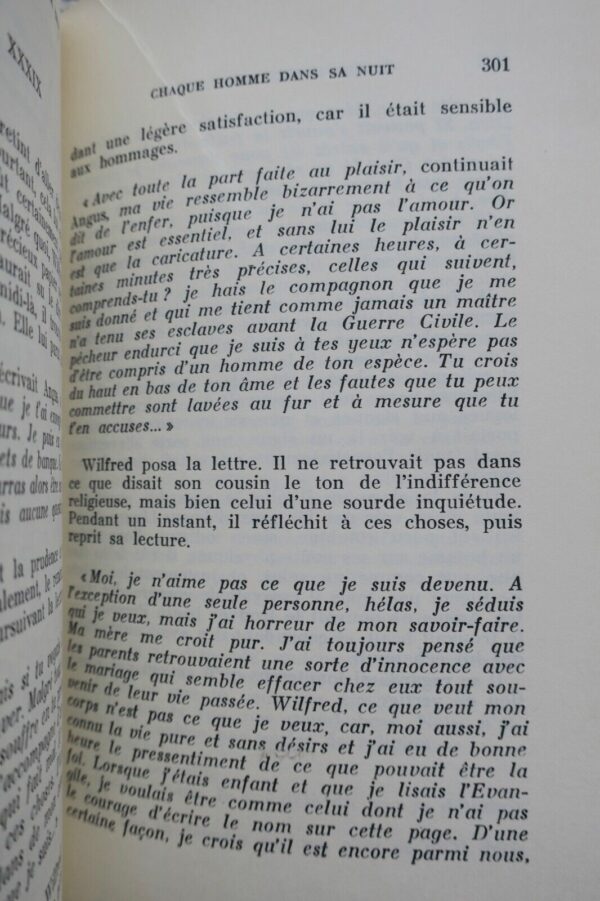 XXXIX
CHAQUE HOMME DANS SA NUIT 301
dant une légère satisfaction, car il était sensible
aux hommages.
« Avec toute la part faite au plaisir, continuait
Angus, ma vie ressemble bizarrement à ce qu'on
dit de l'enfer, puisque je n'ai pas l'amour. Or
l'amour est essentiel, et sans lui le plaisir n'en
est que la caricature. A certaines heures, à cer-
taines minutes très précises, celles qui suivent,
comprends-tu ? je hais le compagnon que je me
suis donné et qui me tient comme jamais un maître
n'a tenu ses esclaves avant la Guerre Civile. Le
pécheur endurci que je suis à tes yeux n'espère pas
d'être compris d'un homme de ton espèce. Tu crois
du haut en bas de ton âme et les fautes que tu peux
commettre sont lavées au fur et à mesure que tu
t'en accuses... »
Wilfred posa la lettre. Il ne retrouvait pas dans
ce que disait son cousin le ton de l'indifférence
religieuse, mais bien celui d'une sourde inquiétude.
Pendant un instant, il réfléchit à ces choses, puis
reprit sa lecture.
« Moi, je n'aime pas ce que je suis devenu. A
l'exception d'une seule personne, hélas, je séduis
qui je veux, mais j'ai horreur de mon savoir-faire.
Ma mère me croit pur. J'ai toujours pensé que
les parents retrouvaient une sorte d'innocence avec
le mariage qui semble effacer chez eux tout sou-
venir de leur vie passée. Wilfred, ce que veut mon
corps n'est pas ce que je veux, car, moi aussi, j'ai
connu la vie pure et sans désirs et j'ai eu de bonne
heure le pressentiment de ce que pouvait être la
foi. Lorsque j'étais enfant et que je lisais l'Evan-
gile, je voulais être comme celui dont je n'ai pas
le courage d'écrire le nom sur cette page. D'une
certaine façon, je crois qu'il est encore parmi nous,